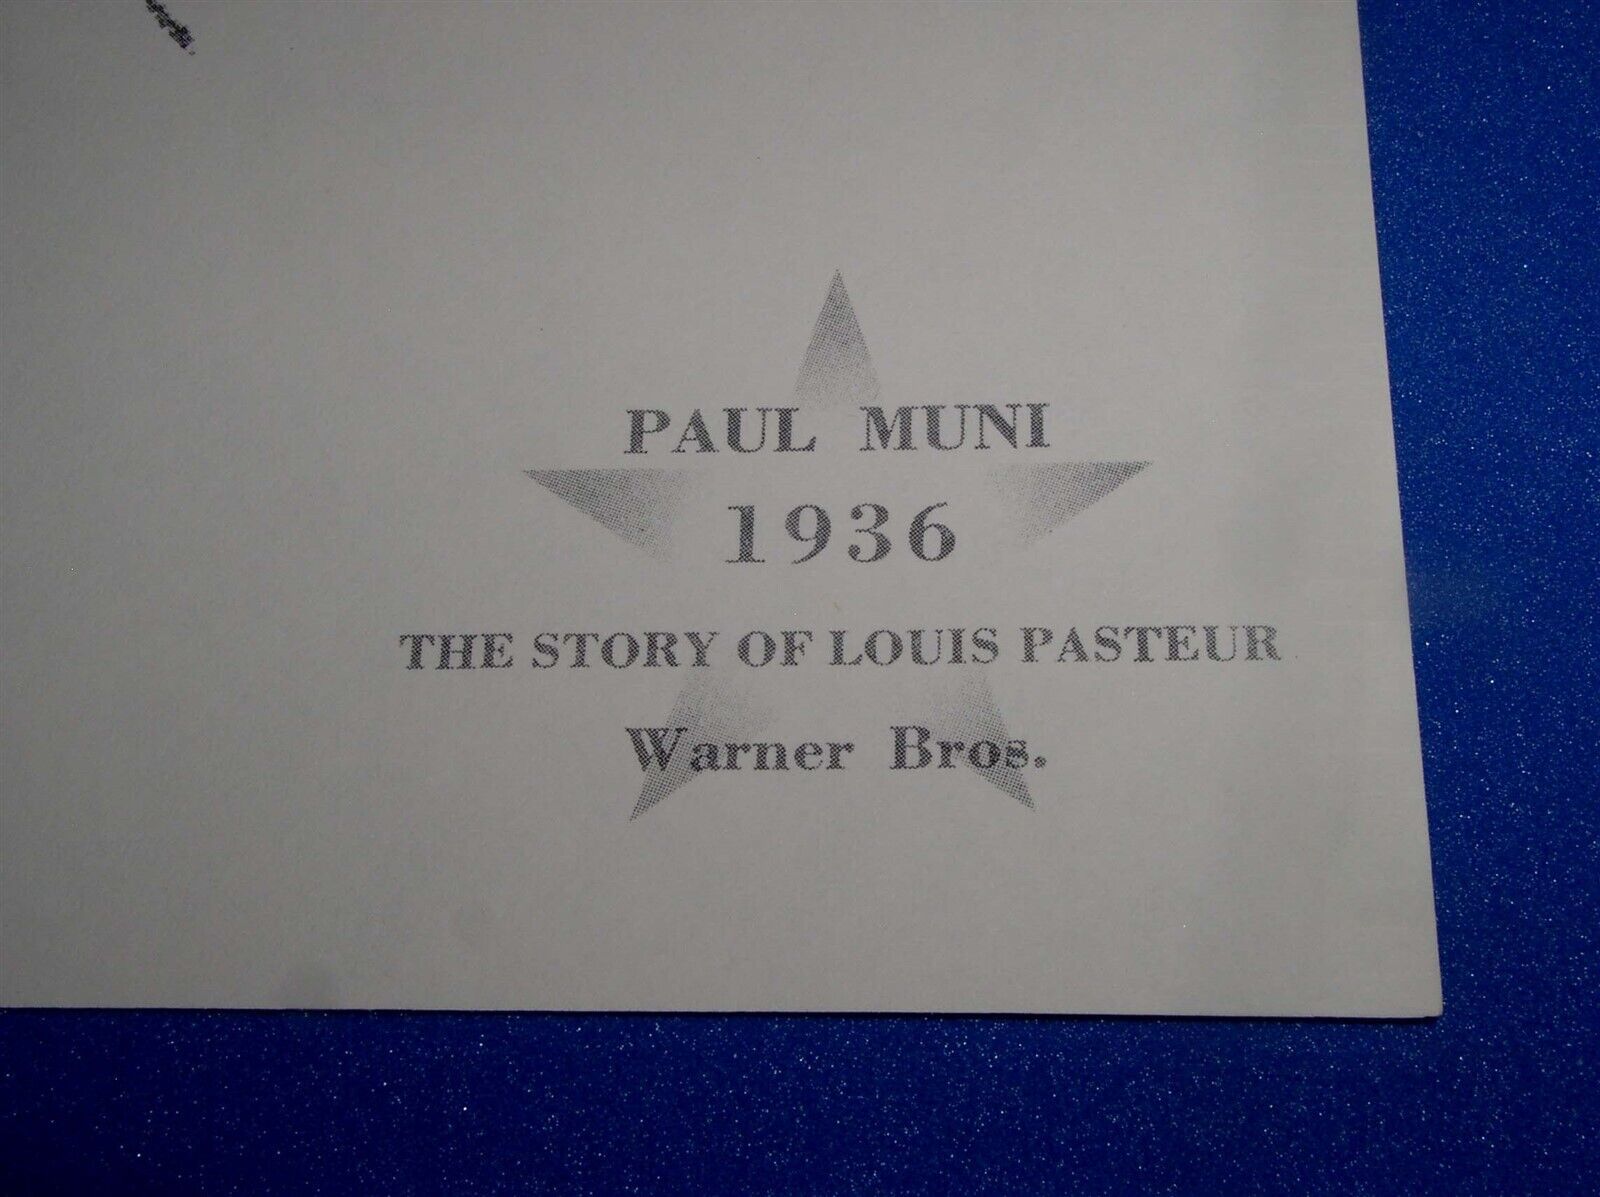 PAUL MUNI
1936
THE STORY OF LOUIS PASTEUR
Warner Bros.